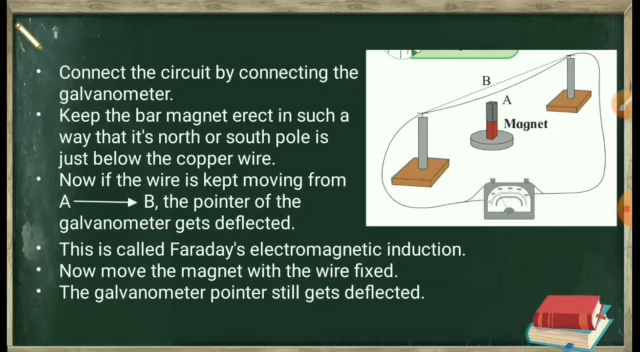 • Connect the circuit by connecting the
galvanometer.
• Keep the bar magnet erect in such a
way that it's north or south pole is
just below the copper wire.
• Now if the wire is kept moving from
A → B, the pointer of the
galvanometer gets deflected.
• This is called Faraday's electromagnetic induction.
• Now move the magnet with the wire fixed.
• The galvanometer pointer still gets deflected.
B
A
Magnet